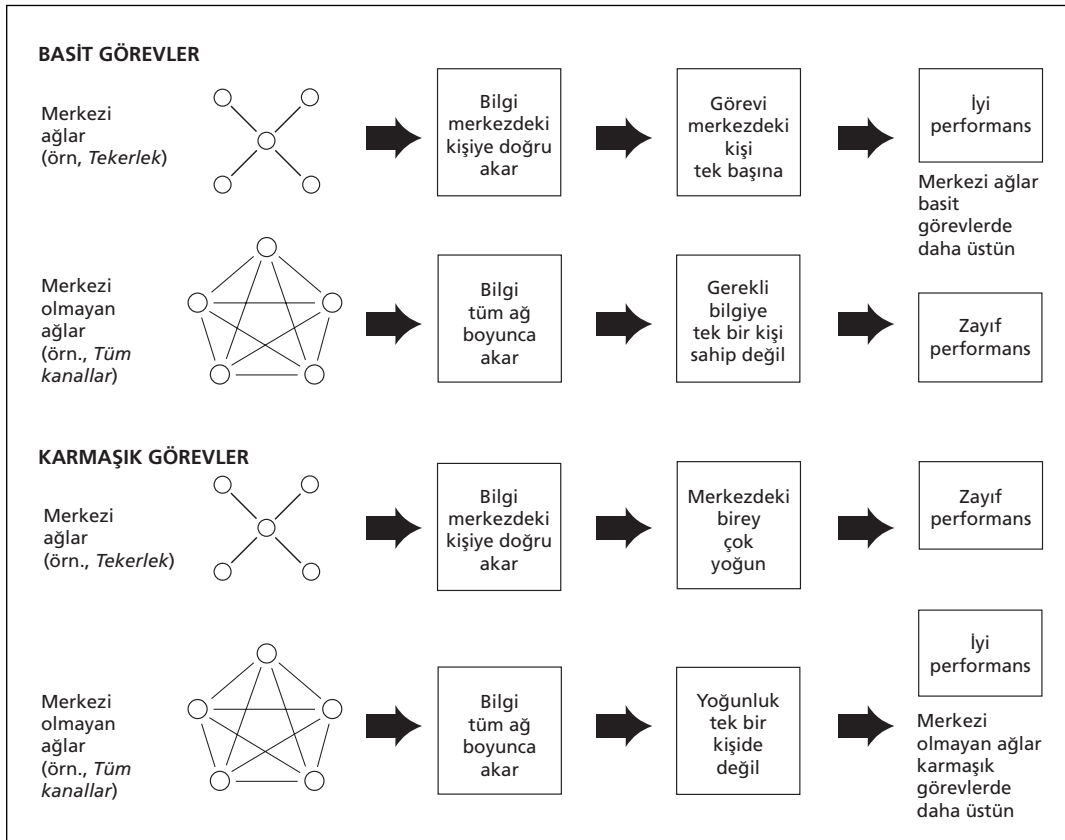 BASİT GÖREVLER
Merkezi
ağlar
(örn, Tekerlek)
Bilgi
merkezdeki
kişiye doğru
akar
Görevi
merkezdeki
kişi
tek başına
İyi
performans
Merkezi ağlar
basit
görevlerde
daha üstün
Merkezi
olmayan
ağlar
(örn., Tüm
kanallar)
Bilgi
tüm ağ
boyunca
akar
Gerekli
bilgiye
tek bir kişi
sahip değil
Zayıf
performans
KARMAŞIK GÖREVLER
Merkezi
ağlar
(örn., Tekerlek)
Bilgi
merkezdeki
kişiye doğru
akar
Merkezdeki
birey
çok
yoğun
Zayıf
performans
Merkezi
olmayan
ağlar
(örn., Tüm
kanallar)
Bilgi
tüm ağ
boyunca
akar
Yoğunluk
tek bir
kişide
değil
İyi
performans
Merkezi
olmayan ağlar
karmaşık
görevlerde
daha üstün